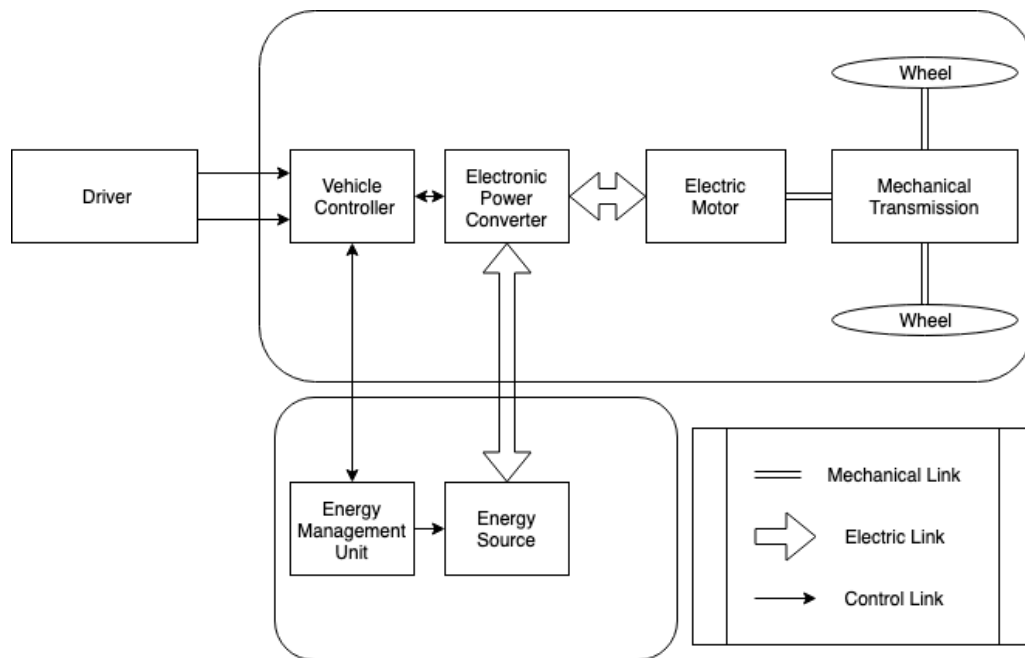 Wheel
Driver
Vehicle
Controller
Electronic
Power
Converter
Electric
Motor
Mechanical
Transmission
Wheel
Energy
Management
Unit
Energy
Source
Mechanical Link
Electric Link
Control Link